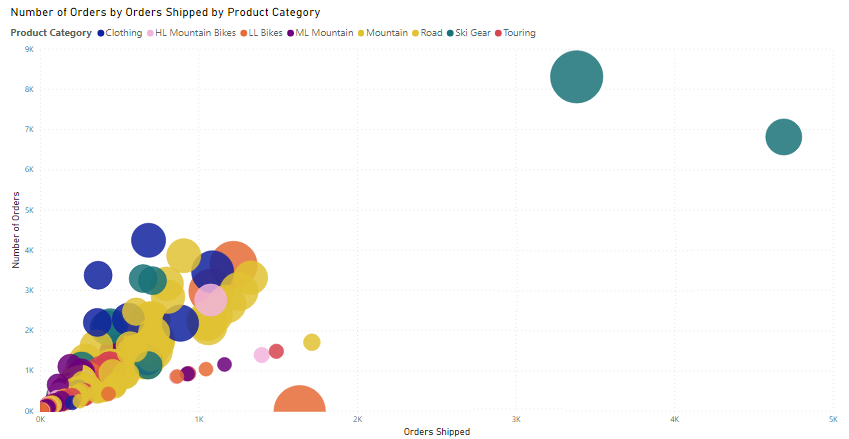 Number of Orders by Orders Shipped by Product Category
Product Category Clothing HL Mountain Bikes LL Bikes ML Mountain Mountain Road Ski Gear Touring
9K
8K
7K
6K
5K
4K
3K
2K
1K
0K
Number of Orders
0K 1K 2K 3K 4K 5K
Orders Shipped